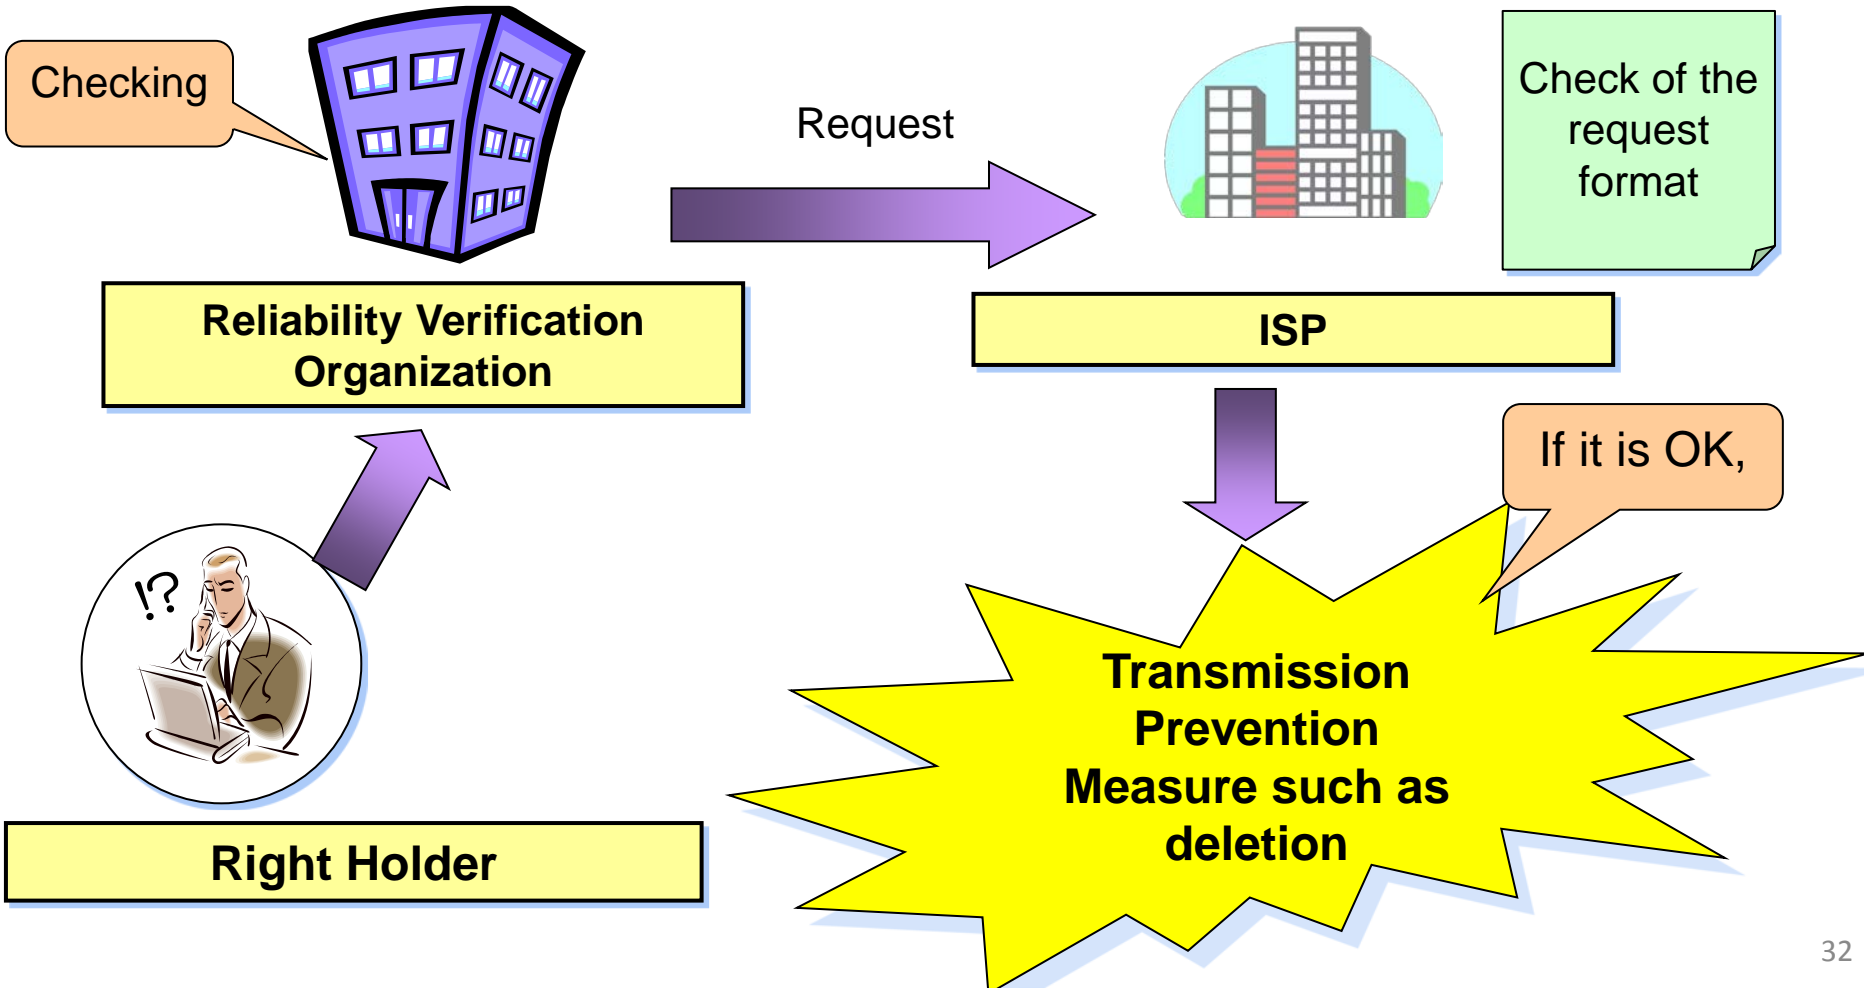 Checking
Request
Check of the
request
format
Reliability Verification
Organization
ISP
If it is OK,
!?
Transmission
Prevention
Measure such as
deletion
Right Holder
32